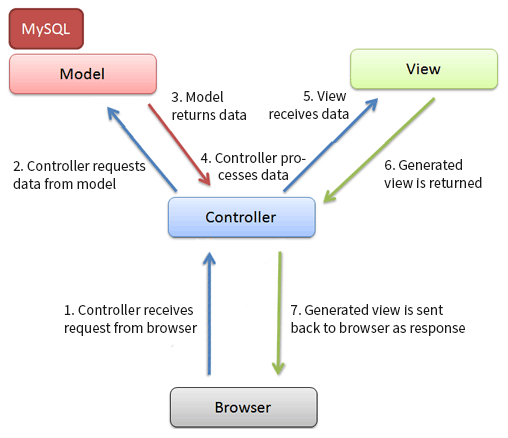 MySQL
Model
View
3. Model
returns data
5. View
receives data
2. Controller requests
data from model
4. Controller pro-
cesses data
6. Generated
view is returned
Controller
1. Controller receives
request from browser
7. Generated view is sent
back to browser as response
Browser